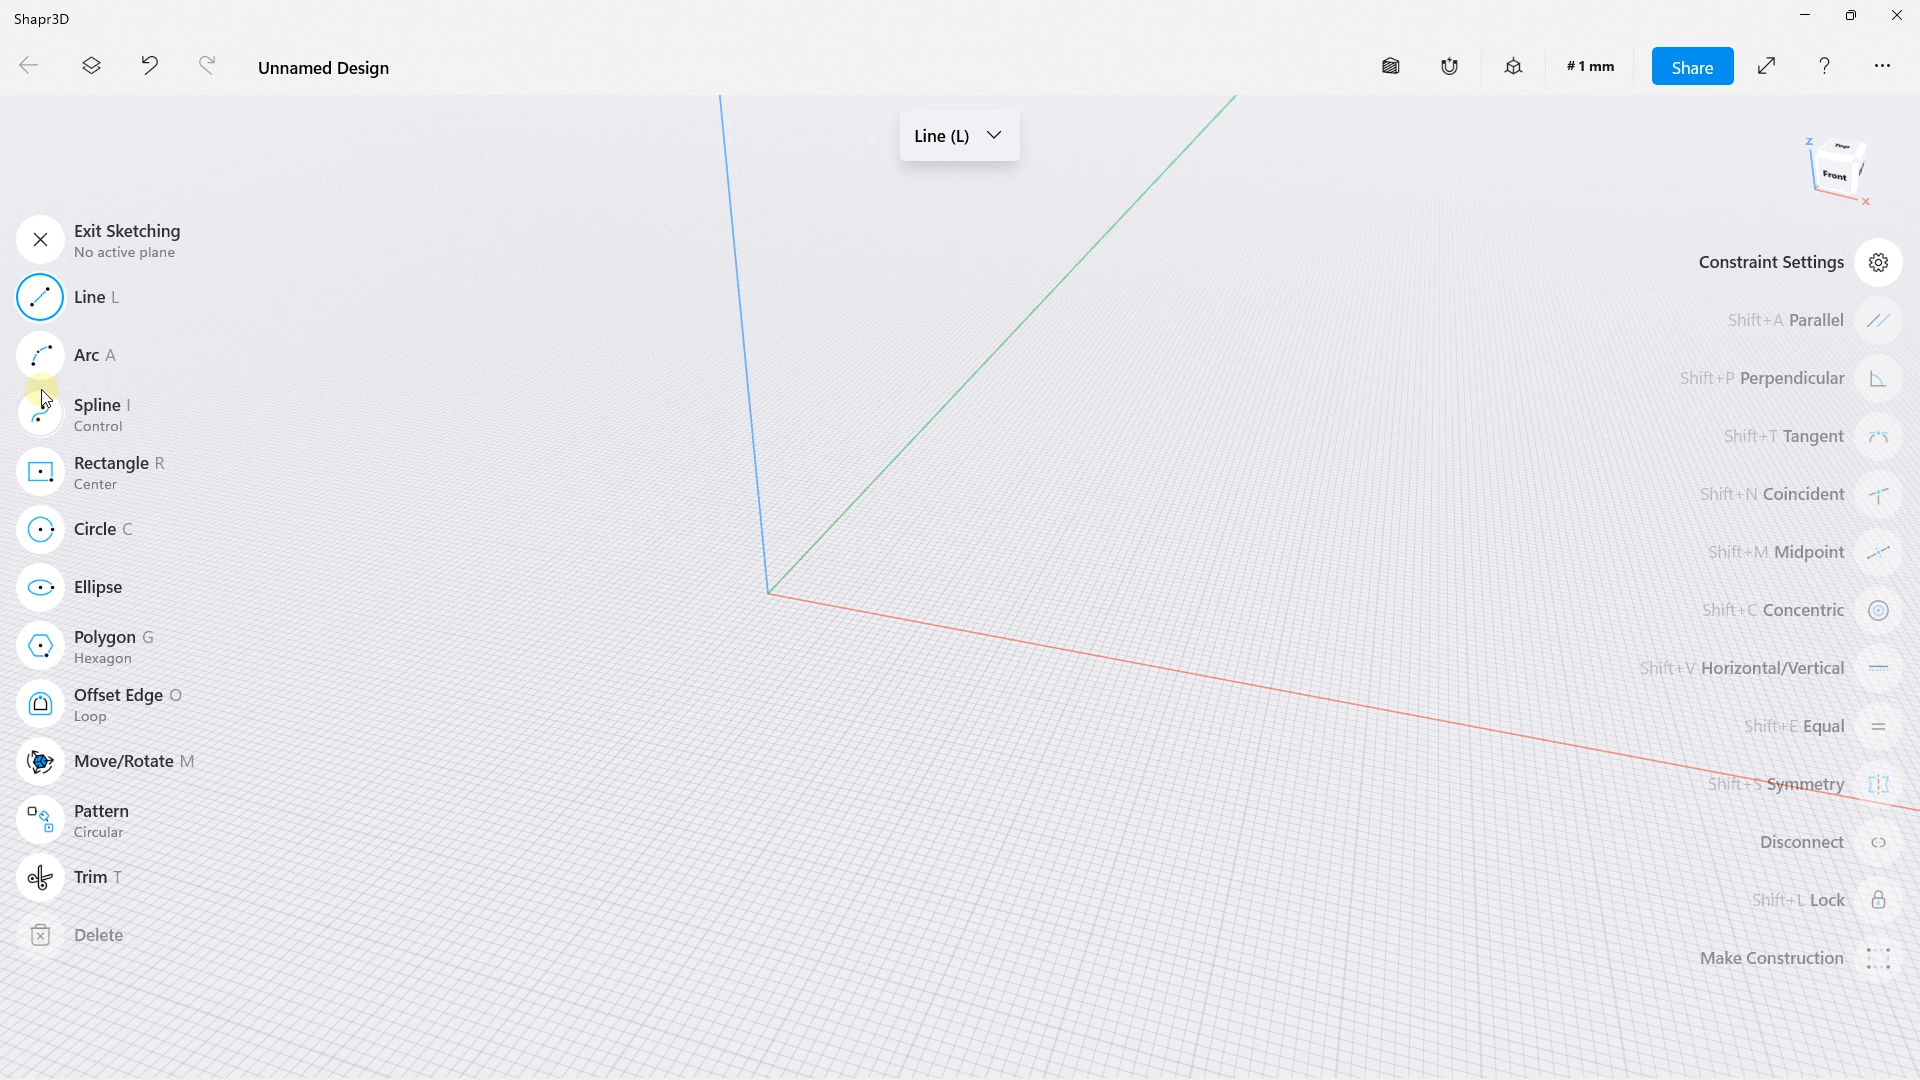 Shapr3D
Unnamed Design
# 1 mm
Share
Line (L)
Z
Top
Front
X
Exit Sketching
No active plane
Line L
Arc A
Spline I
Control
Rectangle R
Center
Circle C
Ellipse
Polygon G
Hexagon
Offset Edge O
Loop
Move/Rotate M
Pattern
Circular
Trim T
Delete
Constraint Settings
Shift+A Parallel
Shift+P Perpendicular
Shift+T Tangent
Shift+N Coincident
Shift+M Midpoint
Shift+C Concentric
Shift+V Horizontal/Vertical
Shift+E Equal
Shift+S Symmetry
Disconnect
Shift+L Lock
Make Construction